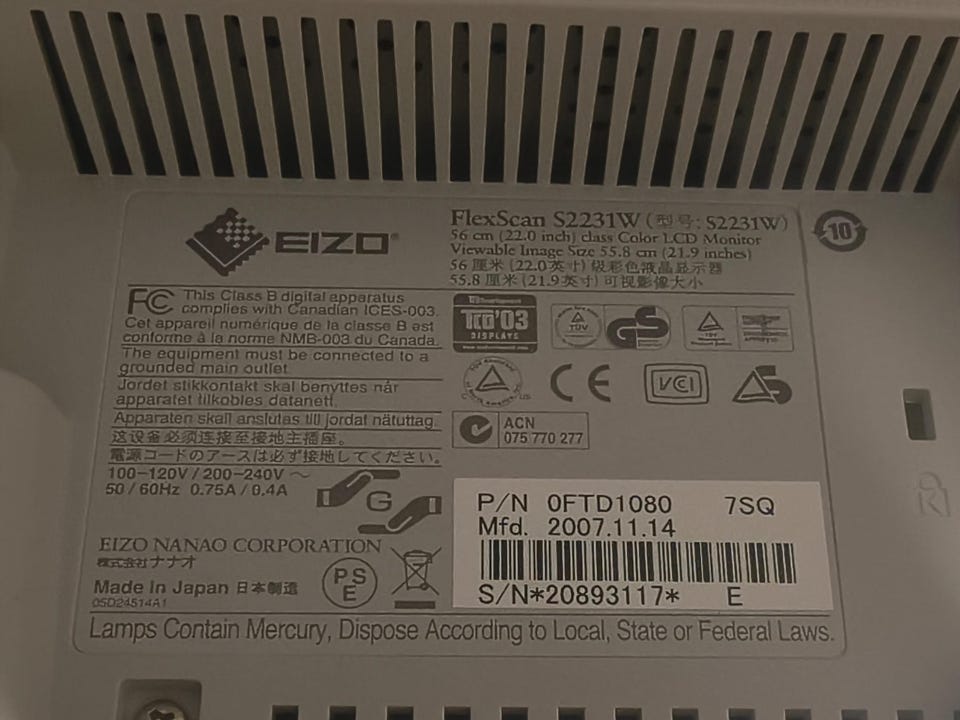 EIZO®
FlexScan S2231W (型号: S2231W)
56 cm (22.0 inch) class Color LCD Monitor
Viewable Image Size 55.8 cm (21.9 inches)
56 厘米 (22.0英寸) 级彩色液晶显示器
55.8 厘米 (21.9英寸) 可视影像大小
10
FC This Class B digital apparatus
complies with Canadian ICES-003.
Cet appareil numérique de la classe B est
conforme à la norme NMB-003 du Canada.
The equipment must be connected to a
grounded main outlet.
Jordet stikkontakt skal benyttes når
apparatet tilkobles datanett.
Apparaten skall anslutas till jordat nätuttag.
这设备必须连接至接地主插座。
電源コードのアースは必ず接地してください。
100-120V / 200-240V ~
50 / 60Hz 0.75A / 0.4A
G
TCO'03
DISPLAYS
TÜV
GS
C US
CE
VCCI
S
ACN
075 770 277
EIZO NANAO CORPORATION
株式会社ナナオ
Made In Japan 日本制造
05D24514A1
PS
E
P/N 0FTD1080 7SQ
Mfd. 2007.11.14
S/N*20893117* E
Lamps Contain Mercury, Dispose According to Local, State or Federal Laws.